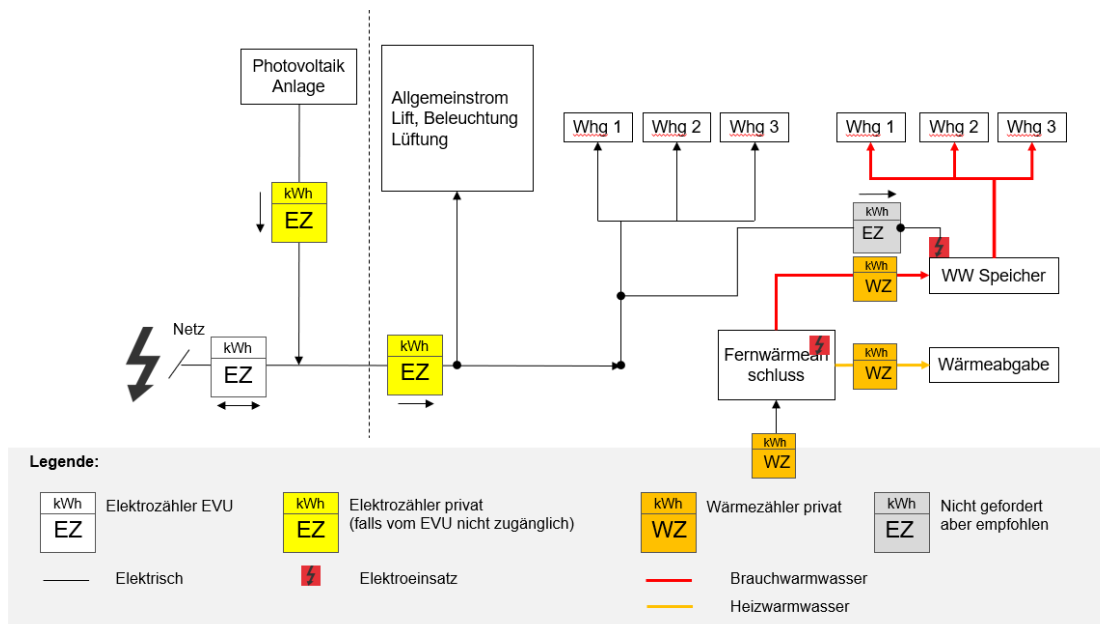 Photovoltaik
Anlage
Allgemeinstrom
Lift, Beleuchtung
Lüftung
Whg 1
Whg 2
Whg 3
Whg 1
Whg 2
Whg 3
kWh
EZ
kWh
EZ
kWh
WZ
WW Speicher
Netz
kWh
EZ
kWh
EZ
Fernwärmean
schluss
kWh
WZ
Wärmeabgabe
kWh
WZ
Legende:
kWh
EZ
Elektrozähler EVU
kWh
EZ
Elektrozähler privat
(falls vom EVU nicht zugänglich)
kWh
WZ
Wärmezähler privat
kWh
EZ
Nicht gefordert
aber empfohlen
Elektrisch
Elektroeinsatz
Brauchwarmwasser
Heizwarmwasser